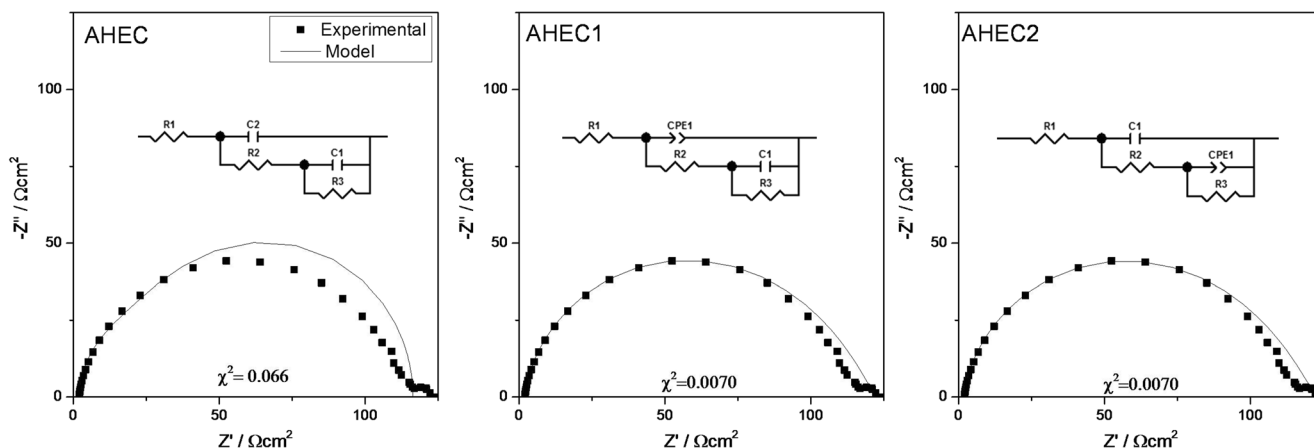 AHEC
Experimental
Model
R1
C2
R2
C1
R3
χ²= 0.066
-Z'' / Ωcm²
100
50
0
0
50
100
Z' / Ωcm²
AHEC1
R1
CPE1
R2
C1
R3
χ²=0.0070
-Z'' / Ωcm²
100
50
0
0
50
100
Z' / Ωcm²
AHEC2
R1
C1
R2
CPE1
R3
χ²=0.0070
-Z'' / Ωcm²
100
50
0
0
50
100
Z' / Ωcm²